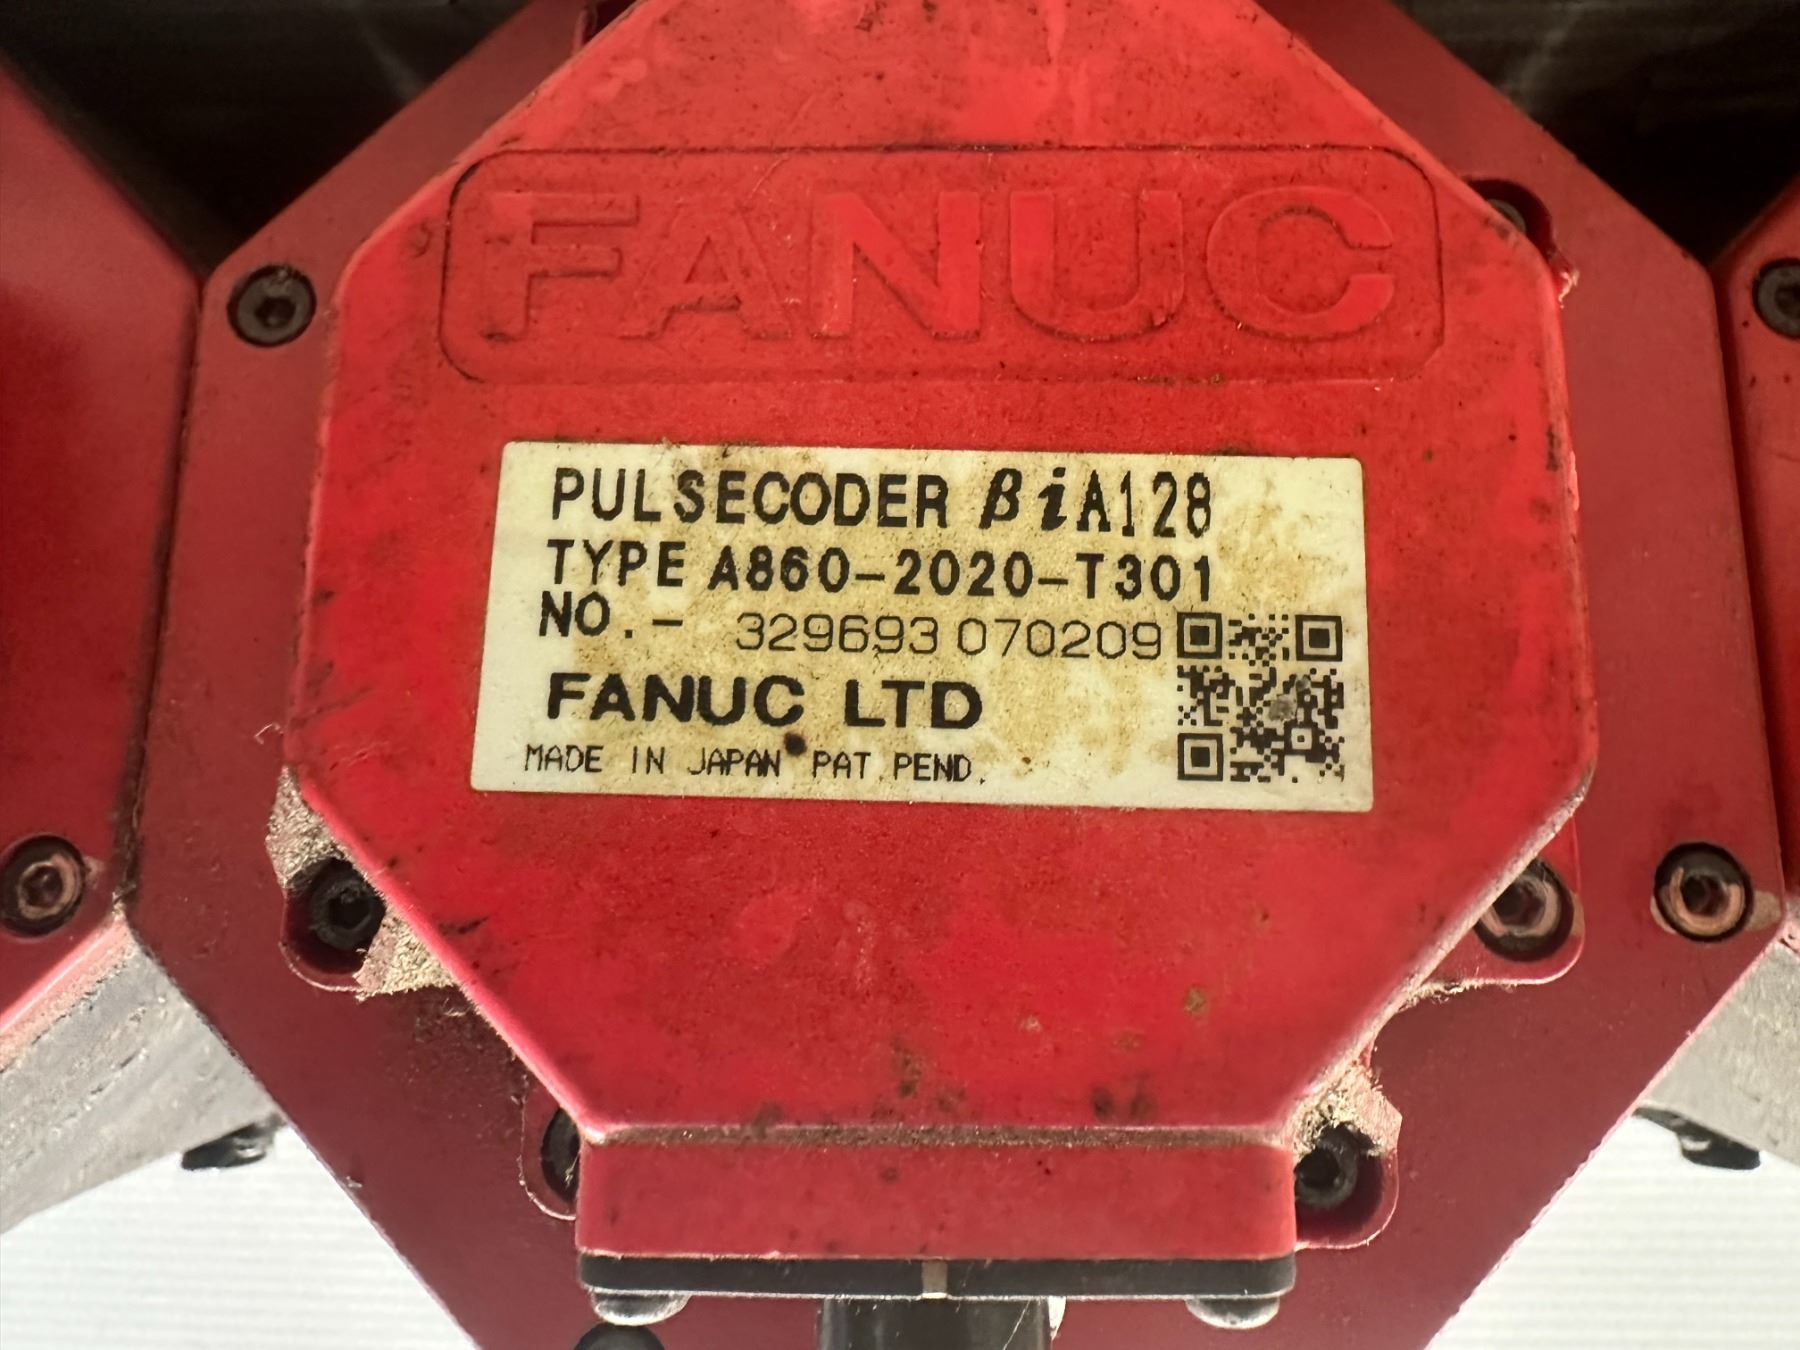 FANUC
PULSECODER βiA128
TYPE A860-2020-T301
NO.- 329693 070209
FANUC LTD
MADE IN JAPAN PAT.PEND.